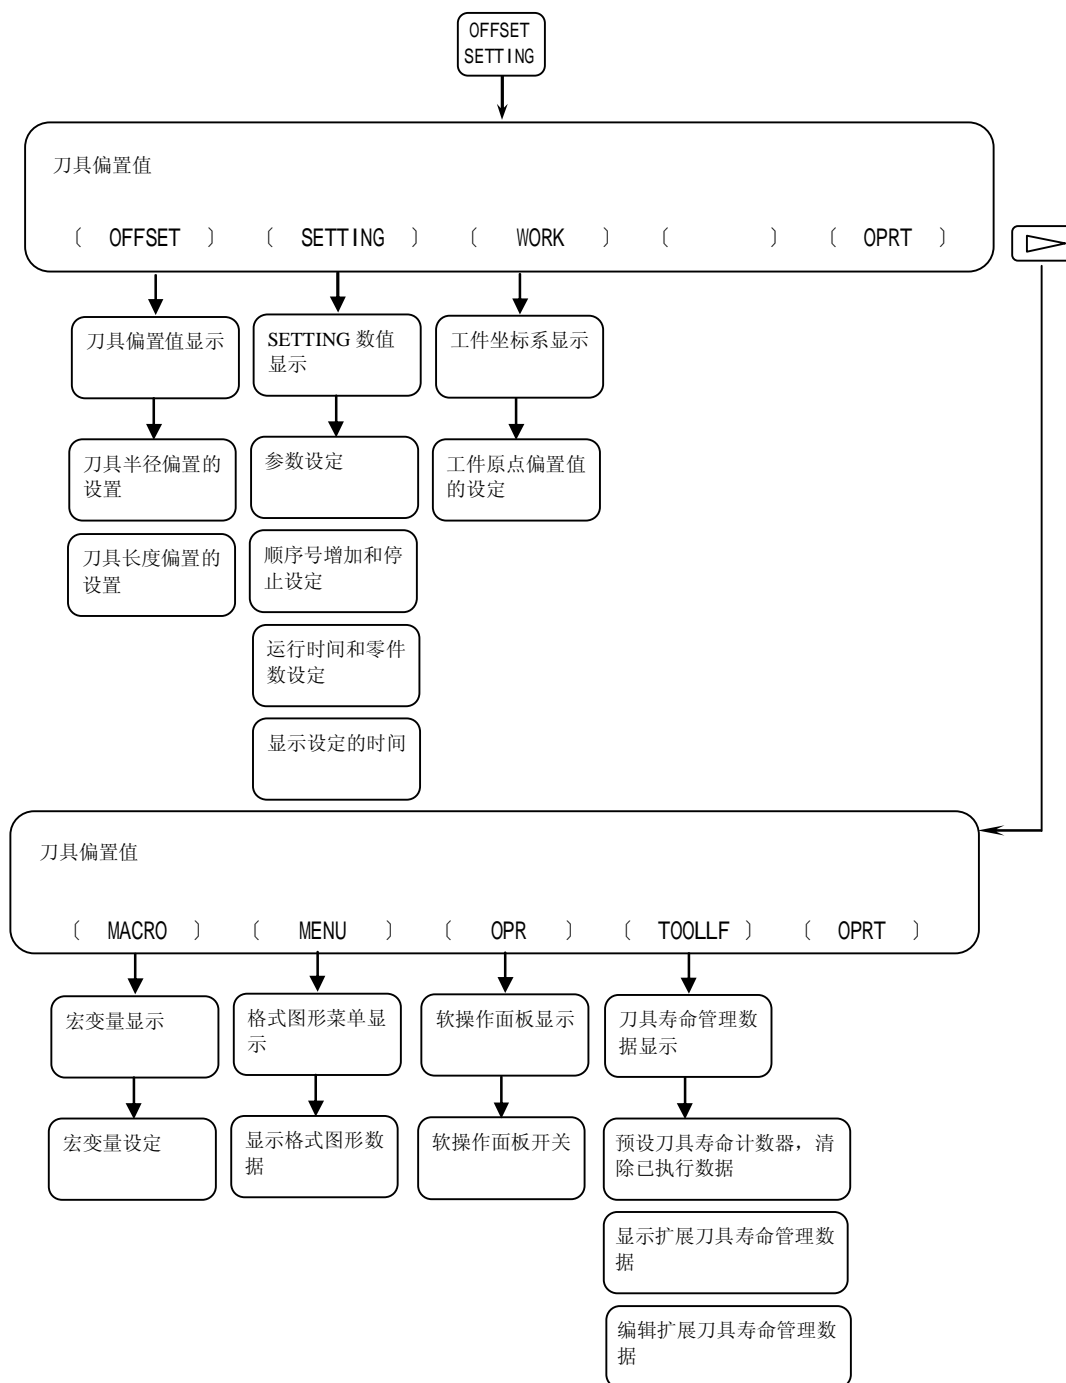 OFFSET
SETTING
刀具偏置值
〔 OFFSET 〕 〔 SETTING 〕 〔 WORK 〕 〔 〕 〔 OPRT 〕
刀具偏置值显示
SETTING 数值
显示
工件坐标系显示
刀具半径偏置的
设置
参数设定
工件原点偏置值
的设定
刀具长度偏置的
设置
顺序号增加和停
止设定
运行时间和零件
数设定
显示设定的时间
刀具偏置值
〔 MACRO 〕 〔 MENU 〕 〔 OPR 〕 〔 TOOLLF 〕 〔 OPRT 〕
宏变量显示
格式图形菜单显
示
软操作面板显示
刀具寿命管理数
据显示
宏变量设定
显示格式图形数
据
软操作面板开关
预设刀具寿命计数器，清
除已执行数据
显示扩展刀具寿命管理数
据
编辑扩展刀具寿命管理数
据